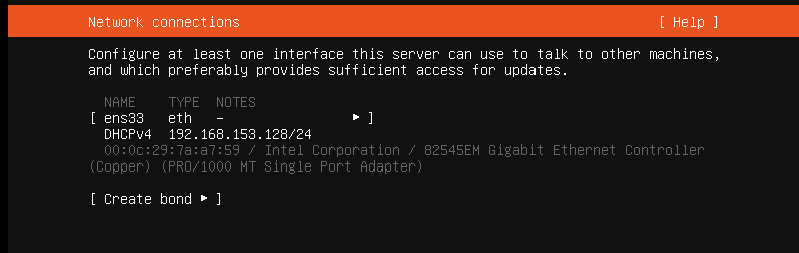 Network connections [ Help ]
Configure at least one interface this server can use to talk to other machines,
and which preferably provides sufficient access for updates.
NAME TYPE NOTES
[ ens33 eth – ▸ ]
DHCPv4 192.168.153.128/24
00:0c:29:7a:a7:59 / Intel Corporation / 82545EM Gigabit Ethernet Controller
(Copper) (PRO/1000 MT Single Port Adapter)
[ Create bond ▸ ]